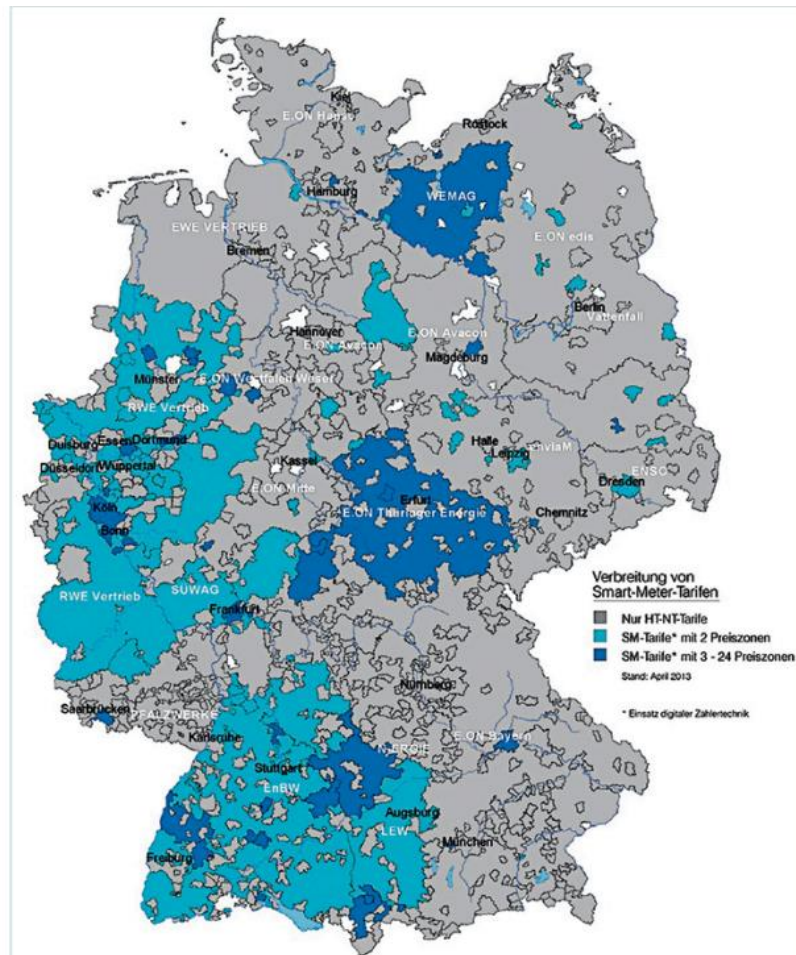 Kiel
E.ON Hanse
Rostock
Hamburg
WEMAG
EWE VERTRIEB
E.ON edis
Bremen
Berlin
Vattenfall
Hannover
E.ON Avacon
E.ON Avacon
Magdeburg
Münster
E.ON Westfalen Weser
RWE Vertrieb
Duisburg
Essen
Dortmund
Halle
Leipzig
enviaM
Düsseldorf
Wuppertal
Kassel
ENSO
Dresden
E.ON Mitte
Erfurt
Köln
E.ON Thüringer Energie
Chemnitz
Bonn
RWE Vertrieb
SÜWAG
Frankfurt
Verbreitung von
Smart-Meter-Tarifen
Nur HT-NT-Tarife
SM-Tarife* mit 2 Preiszonen
SM-Tarife* mit 3 - 24 Preiszonen
Stand: April 2013
* Einsatz digitaler Zählertechnik
Nürnberg
Saarbrücken
PFALZWERKE
Karlsruhe
N-ERGIE
E.ON Bayern
Stuttgart
EnBW
Augsburg
LEW
München
Freiburg